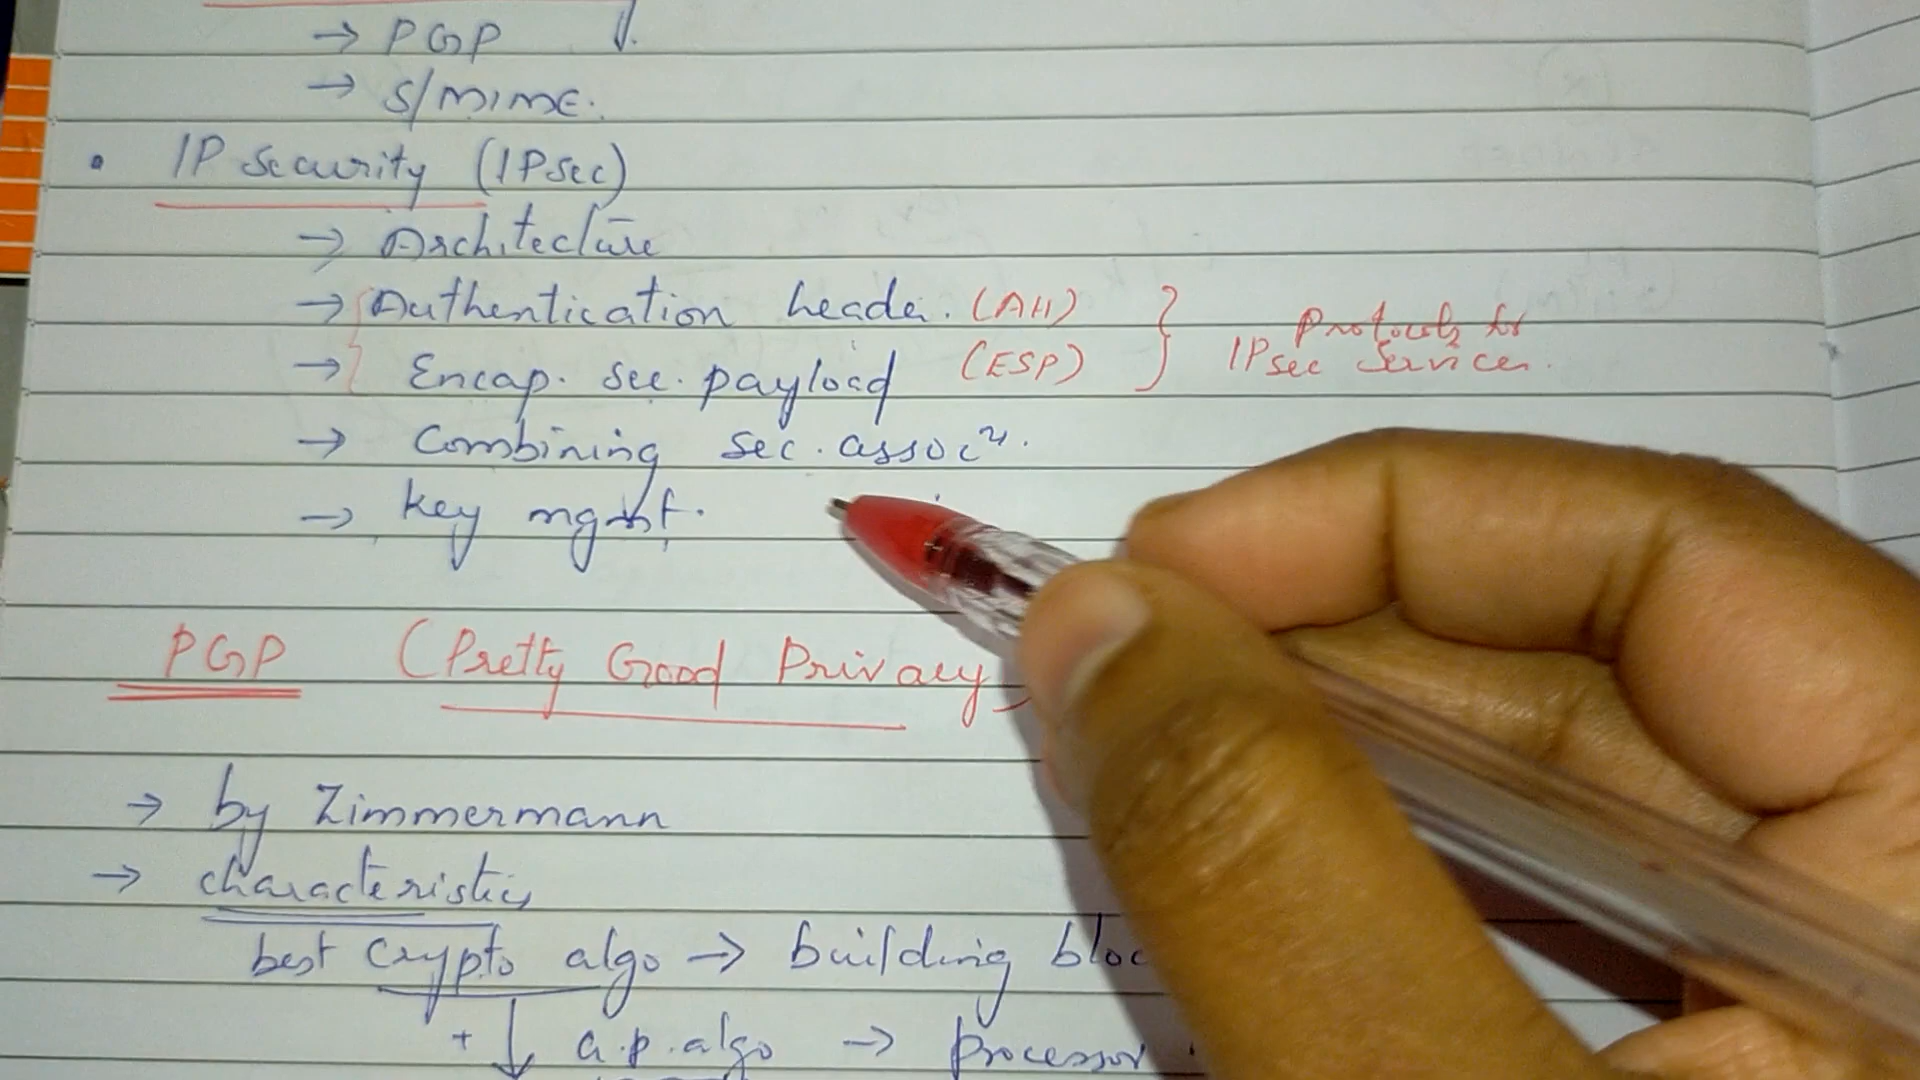 → PGP
→ S/MIME.
• IP Security (IPsec)
→ Architecture
→ Authentication header. (AH)
→ Encap. sec. payload (ESP)
Protocols for
IPsec Services.
→ Combining Sec. assocn.
→ key mgmt.
PGP (Pretty Good Privacy)
→ by Zimmermann
→ characteristics
best crypto algo → building bloc
+ ↓ a.p. algo → processor